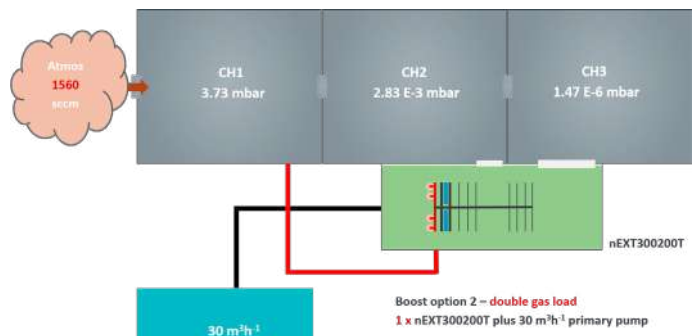 Atmos
1560
sccm
CH1
3.73 mbar
CH2
2.83 E-3 mbar
CH3
1.47 E-6 mbar
nEXT300200T
Boost option 2 – double gas load
1 x nEXT300200T plus 30 m³h⁻¹ primary pump
30 m³h⁻¹